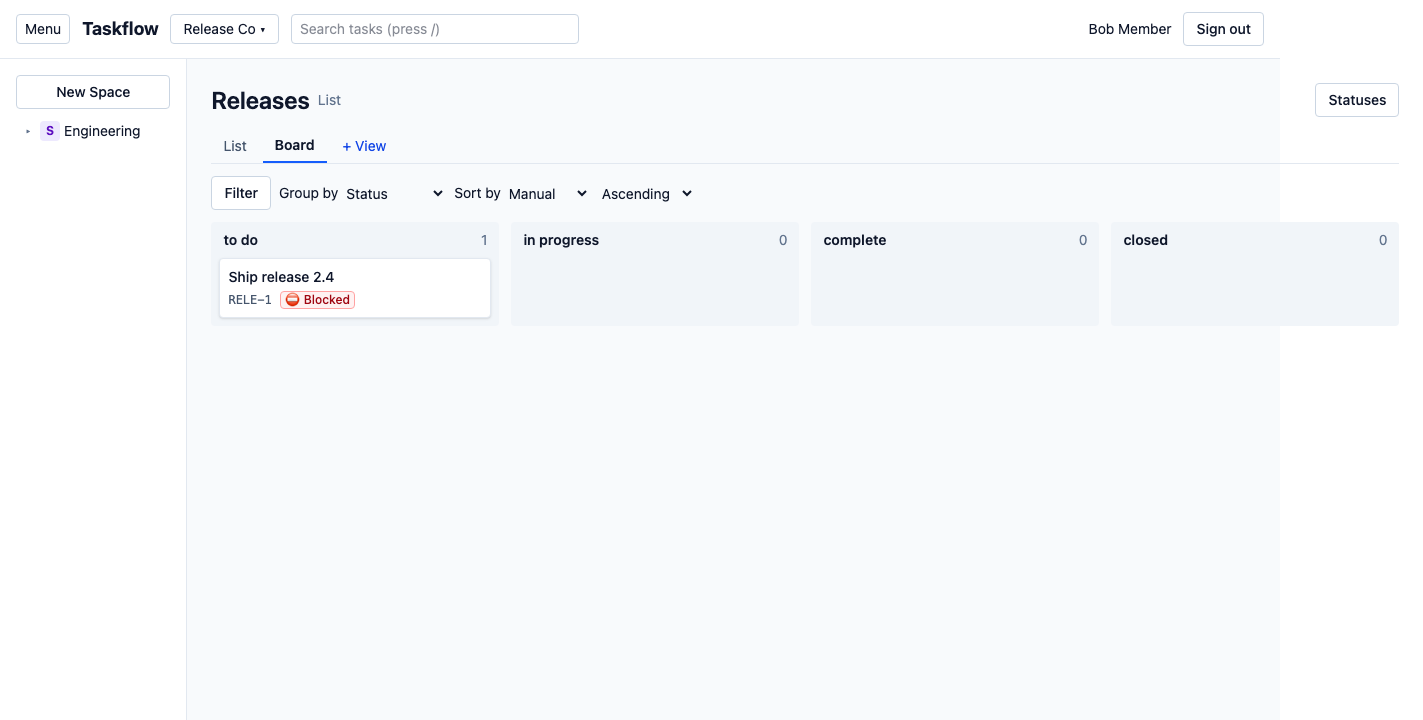 Menu Taskflow Release Co ▾ Search tasks (press /) Bob Member Sign out
New Space
▸ S Engineering
Releases List Statuses
List Board + View
Filter Group by Status Sort by Manual Ascending
to do 1 in progress 0 complete 0 closed 0
Ship release 2.4
RELE-1 ⛔ Blocked